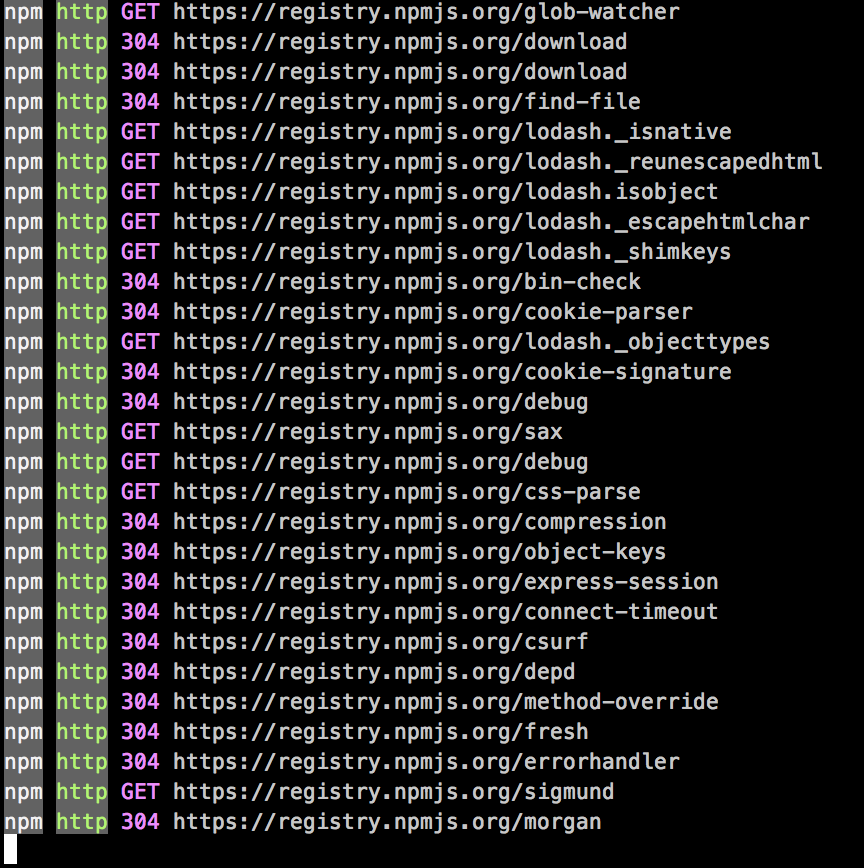 npm http GET https://registry.npmjs.org/glob-watcher
npm http 304 https://registry.npmjs.org/download
npm http 304 https://registry.npmjs.org/download
npm http 304 https://registry.npmjs.org/find-file
npm http GET https://registry.npmjs.org/lodash._isnative
npm http GET https://registry.npmjs.org/lodash._reunescapedhtml
npm http GET https://registry.npmjs.org/lodash.isobject
npm http GET https://registry.npmjs.org/lodash._escapehtmlchar
npm http GET https://registry.npmjs.org/lodash._shimkeys
npm http 304 https://registry.npmjs.org/bin-check
npm http 304 https://registry.npmjs.org/cookie-parser
npm http GET https://registry.npmjs.org/lodash._objecttypes
npm http 304 https://registry.npmjs.org/cookie-signature
npm http 304 https://registry.npmjs.org/debug
npm http GET https://registry.npmjs.org/sax
npm http GET https://registry.npmjs.org/debug
npm http GET https://registry.npmjs.org/css-parse
npm http 304 https://registry.npmjs.org/compression
npm http 304 https://registry.npmjs.org/object-keys
npm http 304 https://registry.npmjs.org/express-session
npm http 304 https://registry.npmjs.org/connect-timeout
npm http 304 https://registry.npmjs.org/csurf
npm http 304 https://registry.npmjs.org/depd
npm http 304 https://registry.npmjs.org/method-override
npm http 304 https://registry.npmjs.org/fresh
npm http 304 https://registry.npmjs.org/errorhandler
npm http GET https://registry.npmjs.org/sigmund
npm http 304 https://registry.npmjs.org/morgan